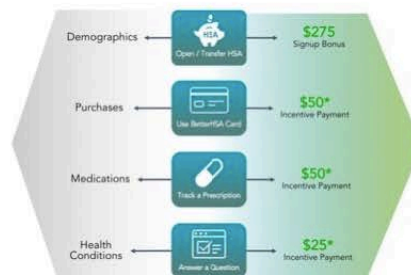 Demographics
HSA
Open / Transfer HSA
$275
Signup Bonus
Purchases
Use BetterHSA Card
$50*
Incentive Payment
Medications
Track a Prescription
$50*
Incentive Payment
Health
Conditions
Answer a Question
$25*
Incentive Payment